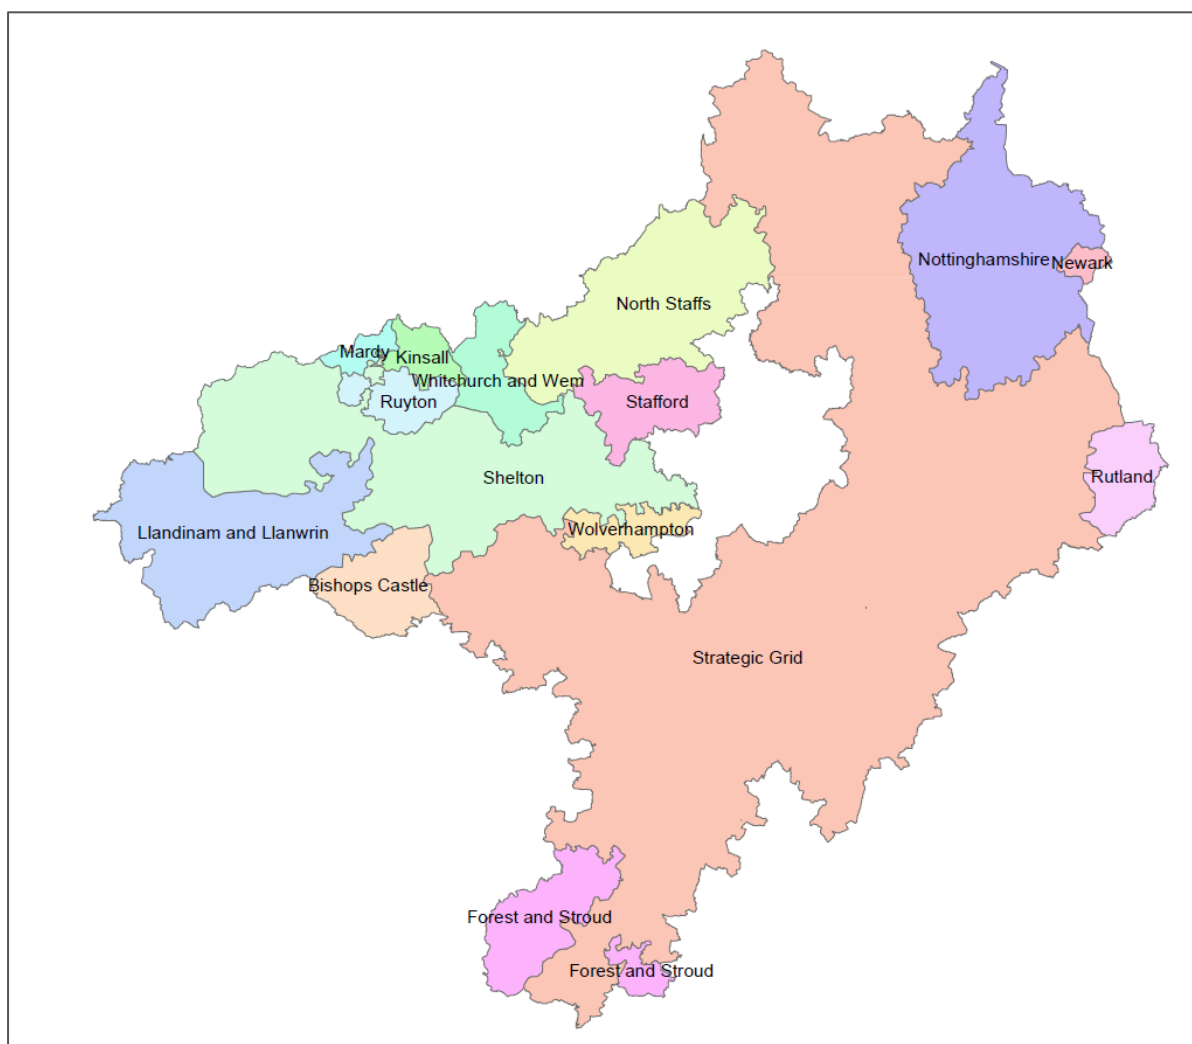 Nottinghamshire
Newark
North Staffs
Mardy
Kinsall
Whitchurch and Wem
Ruyton
Stafford
Shelton
Rutland
Llandinam and Llanwrin
Wolverhampton
Bishops Castle
Strategic Grid
Forest and Stroud
Forest and Stroud